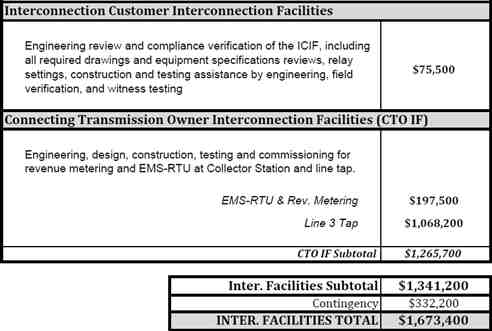 Interconnection Customer Interconnection Facilities
Engineering review and compliance verification of the ICIF, including
all required drawings and equipment specifications reviews, relay
settings, construction and testing assistance by engineering, field
verification, and witness testing
$75,500
Connecting Transmission Owner Interconnection Facilities (CTO IF)
Engineering, design, construction, testing and commissioning for
revenue metering and EMS-RTU at Collector Station and line tap.
EMS-RTU & Rev. Metering $197,500
Line 3 Tap $1,068,200
CTO IF Subtotal $1,265,700
Inter. Facilities Subtotal $1,341,200
Contingency $332,200
INTER. FACILITIES TOTAL $1,673,400